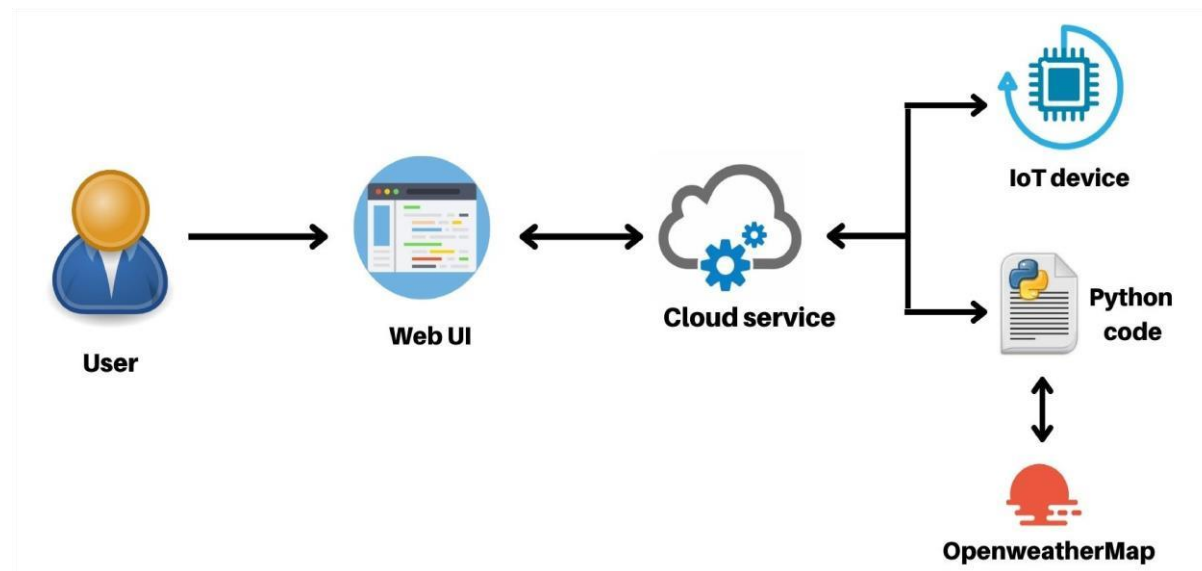 IoT device
Python
code
Cloud service
Web UI
User
OpenweatherMap